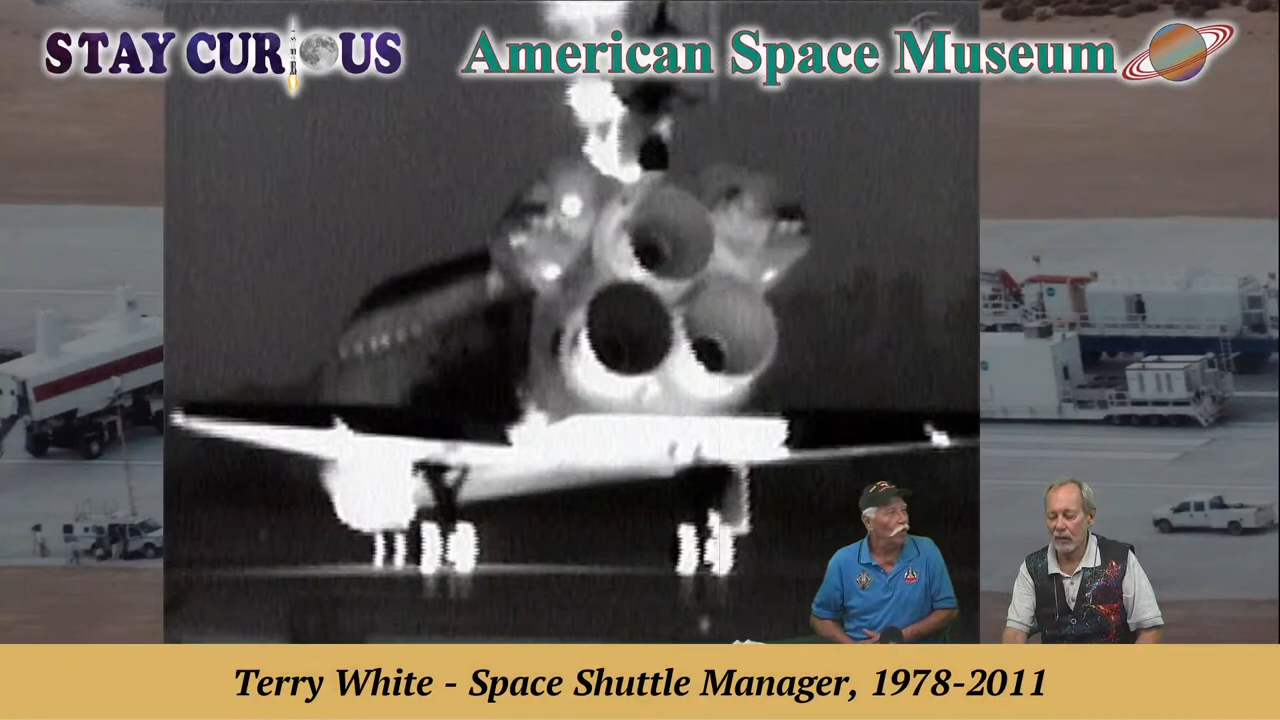 STAY CURIOUS
American Space Museum
Terry White - Space Shuttle Manager, 1978-2011